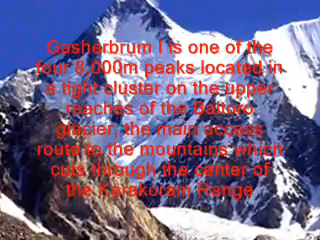 Gasherbrum I is one of the
four 8,000m peaks located in
a tight cluster on the upper
reaches of the Baltoro
glacier, the main access
route to the mountains which
cuts through the center of
the Karakoram Range